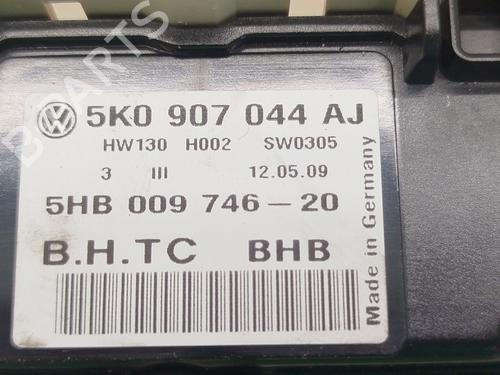 5K0 907 044 AJ
HW130 H002 SW0305
3 III 12.05.09
5HB 009 746-20
B.H.TC BHB
Made in Germany
B PARTS